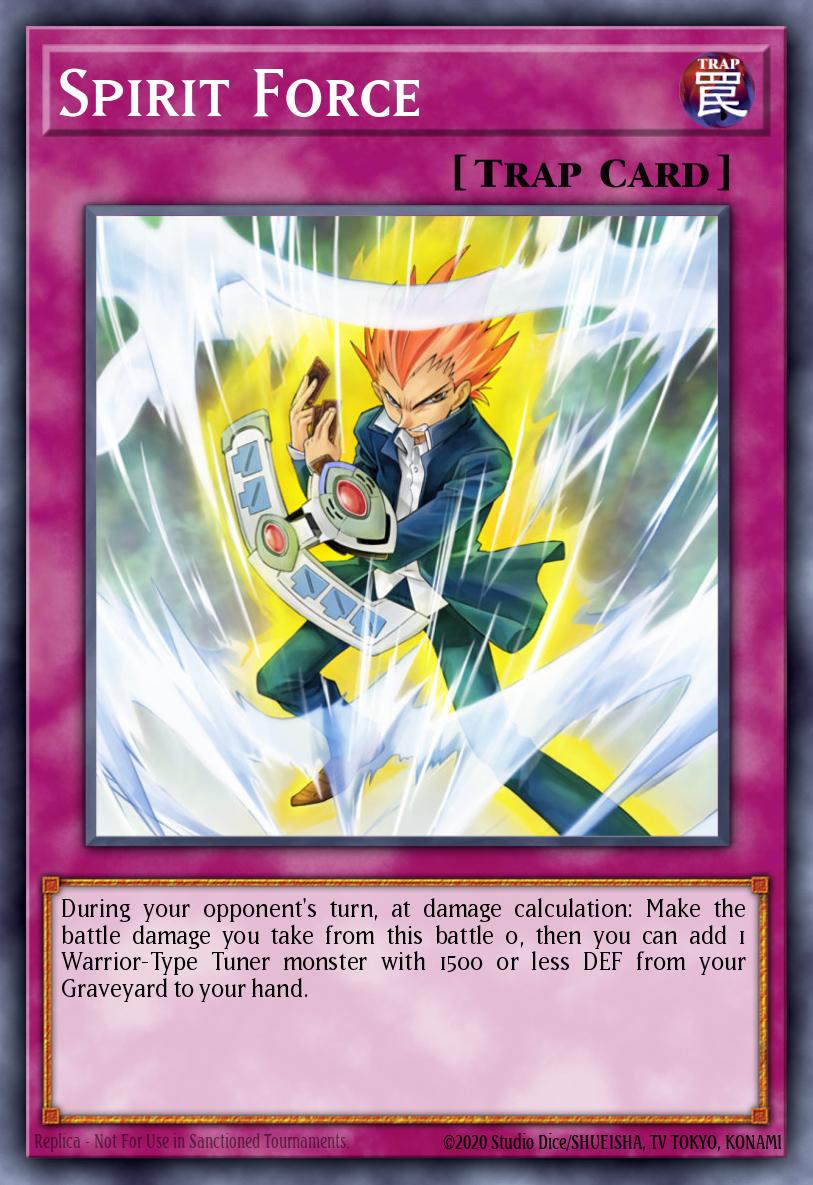 Spirit Force
TRAP
罠
[Trap Card]
During your opponent's turn, at damage calculation: Make the
battle damage you take from this battle 0, then you can add 1
Warrior-Type Tuner monster with 1500 or less DEF from your
Graveyard to your hand.
Replica - Not For Use in Sanctioned Tournaments.
©2020 Studio Dice/SHUEISHA, TV TOKYO, KONAMI